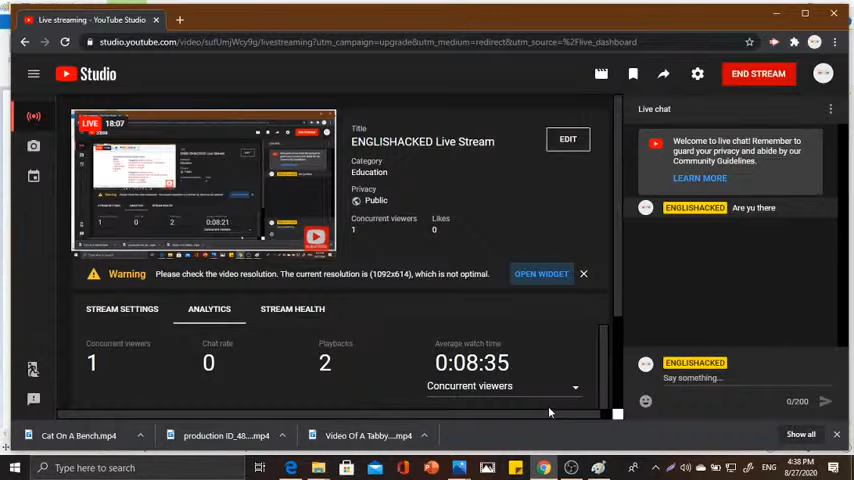 Live streaming - YouTube Studio
studio.youtube.com/video/sufUmjWcy9g/livestreaming?utm_campaign=upgrade&utm_medium=redirect&utm_source=%2Flive_dashboard
Studio
END STREAM
LIVE 18:07
Title
ENGLISHACKED Live Stream
EDIT
Category
Education
Privacy
Public
Concurrent viewers Likes
1 0
Warning Please check the video resolution. The current resolution is (1092x614), which is not optimal. OPEN WIDGET
STREAM SETTINGS ANALYTICS STREAM HEALTH
Concurrent viewers Chat rate Playbacks Average watch time
1 0 2 0:08:35
Concurrent viewers
Live chat
Welcome to live chat! Remember to
guard your privacy and abide by our
Community Guidelines.
LEARN MORE
ENGLISHACKED Are yu there
ENGLISHACKED
Say something...
0/200
Cat On A Bench.mp4 production ID_48....mp4 Video Of A Tabby....mp4 Show all
Type here to search
ENG
4:38 PM
8/27/2020